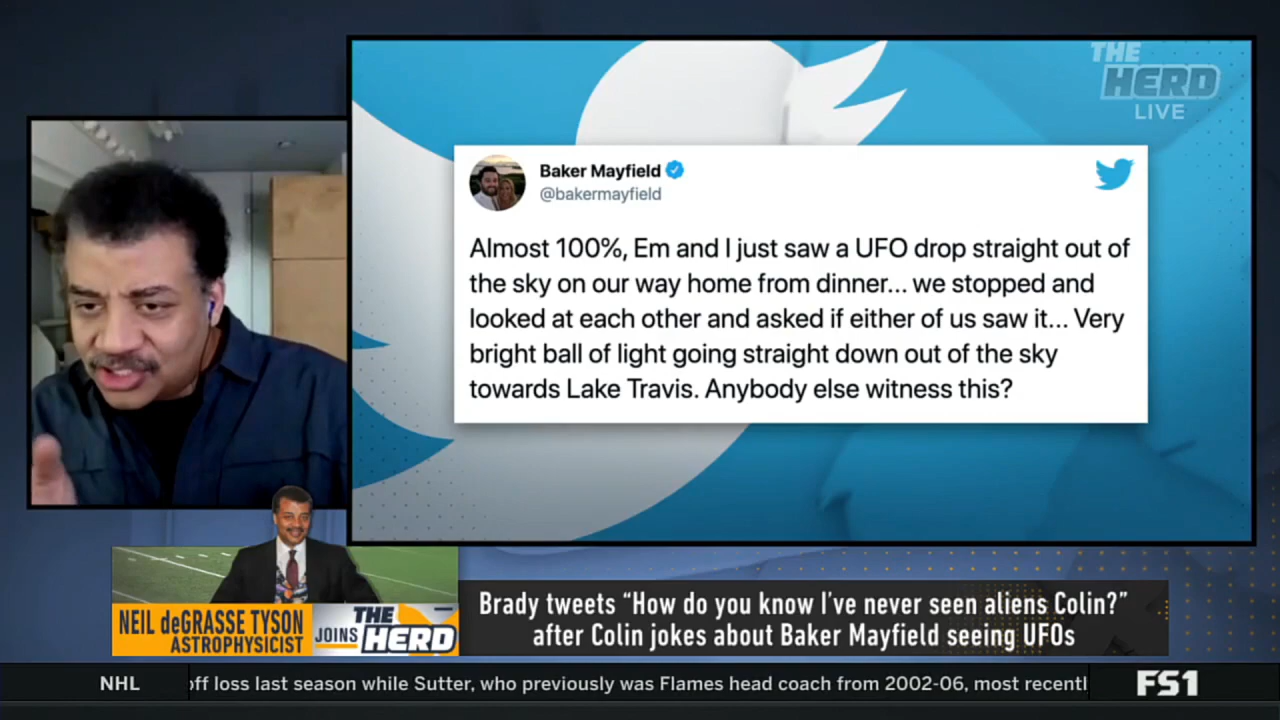 THE
HERD
LIVE
Baker Mayfield
@bakermayfield
Almost 100%, Em and I just saw a UFO drop straight out of
the sky on our way home from dinner... we stopped and
looked at each other and asked if either of us saw it... Very
bright ball of light going straight down out of the sky
towards Lake Travis. Anybody else witness this?
NEIL deGRASSE TYSON
ASTROPHYSICIST
JOINS
THE
HERD
Brady tweets “How do you know I’ve never seen aliens Colin?”
after Colin jokes about Baker Mayfield seeing UFOs
NHL
off loss last season while Sutter, who previously was Flames head coach from 2002-06, most recentl
FS1